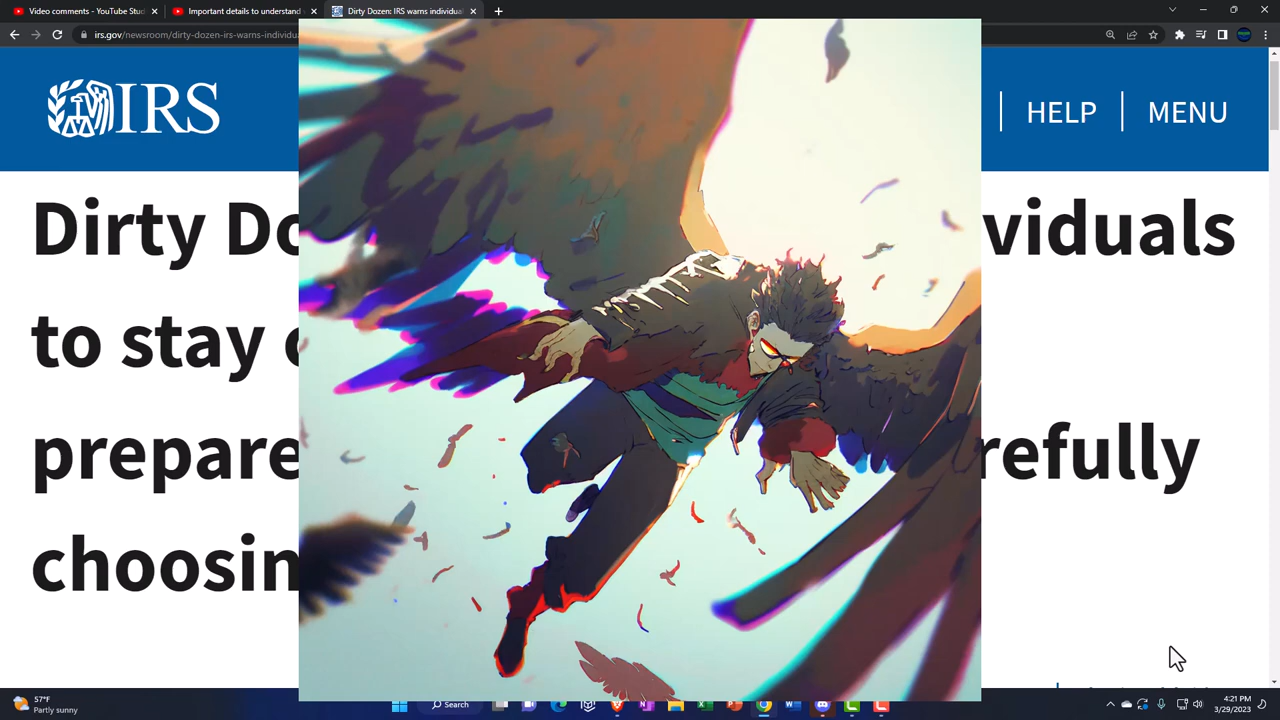 Video comments - YouTube Stud
Important details to understand
Dirty Dozen: IRS warns individual
irs.gov/newsroom/dirty-dozen-irs-warns-individu
IRS
HELP
MENU
Dirty Do
viduals
to stay
prepare
refully
choosin
57°F
Partly sunny
Search
4:21 PM
3/29/2023